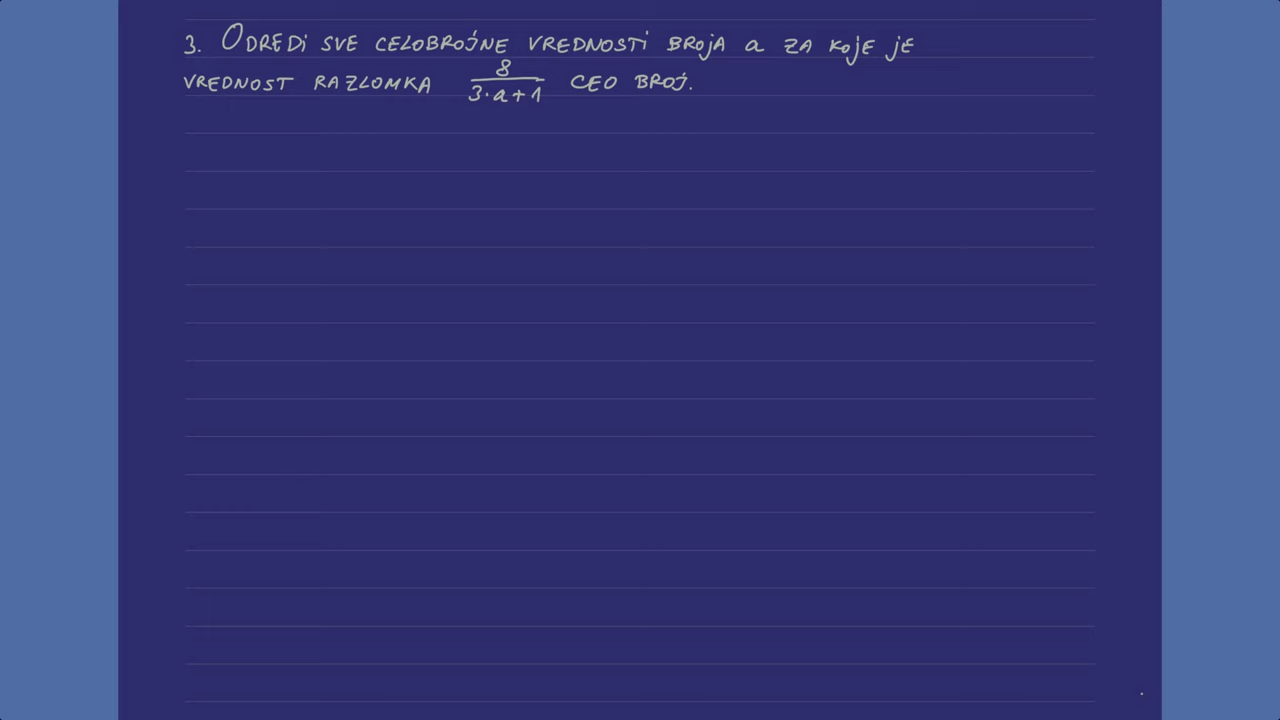 3. ODREDI SVE CELOBROJNE VREDNOSTI BROJA a ZA KOJE JE
VREDNOST RAZLOMKA 8/(3·a+1) CEO BROJ.